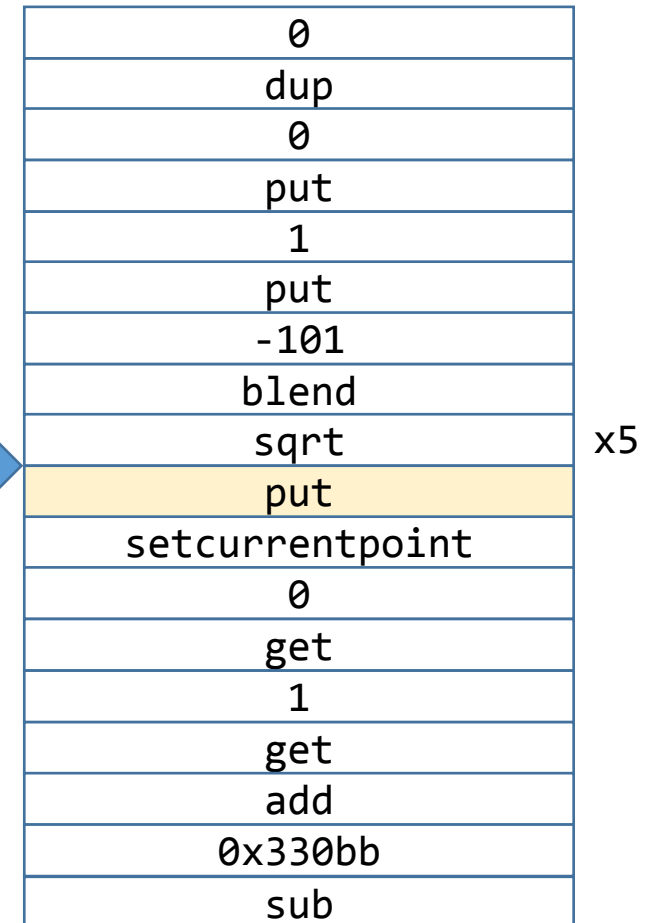 0
dup
0
put
1
put
-101
blend
sqrt x5
put
setcurrentpoint
0
get
1
get
add
0x330bb
sub